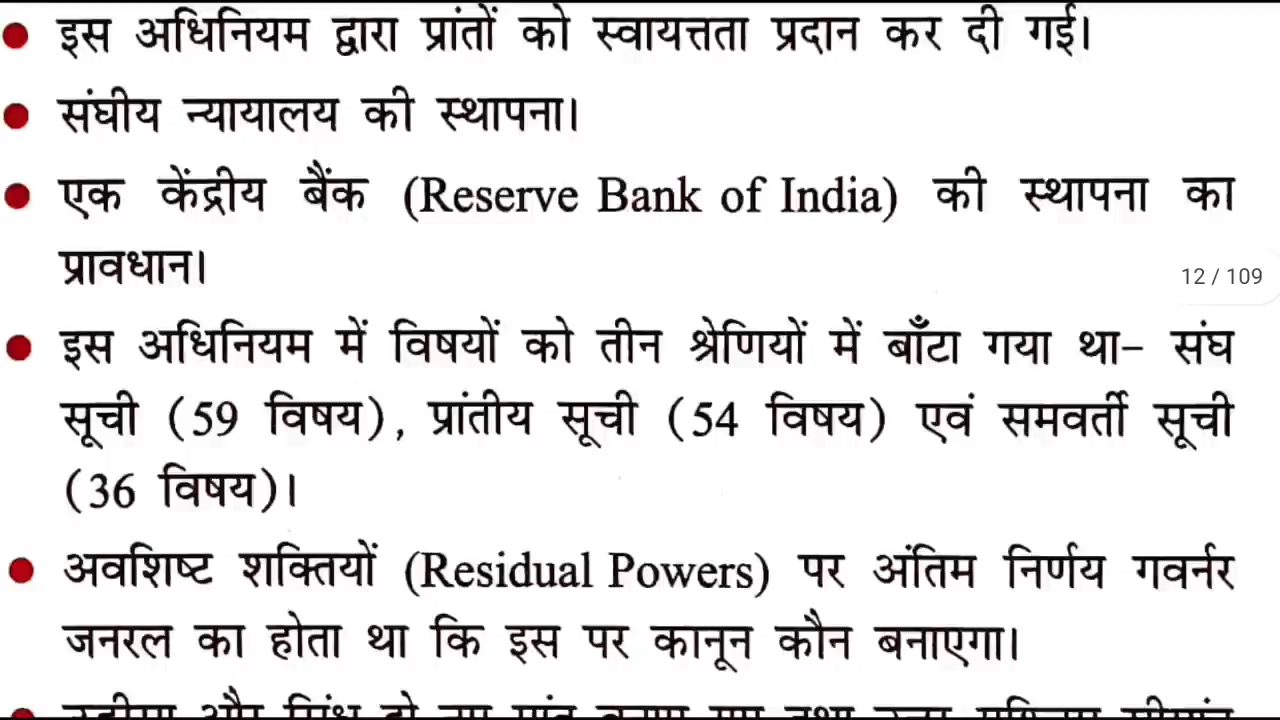 ● इस अधिनियम द्वारा प्रांतों को स्वायत्तता प्रदान कर दी गई।
● संघीय न्यायालय की स्थापना।
● एक केंद्रीय बैंक (Reserve Bank of India) की स्थापना का
प्रावधान।
12 / 109
● इस अधिनियम में विषयों को तीन श्रेणियों में बाँटा गया था– संघ
सूची (59 विषय), प्रांतीय सूची (54 विषय) एवं समवर्ती सूची
(36 विषय)।
● अवशिष्ट शक्तियों (Residual Powers) पर अंतिम निर्णय गवर्नर
जनरल का होता था कि इस पर कानून कौन बनाएगा।